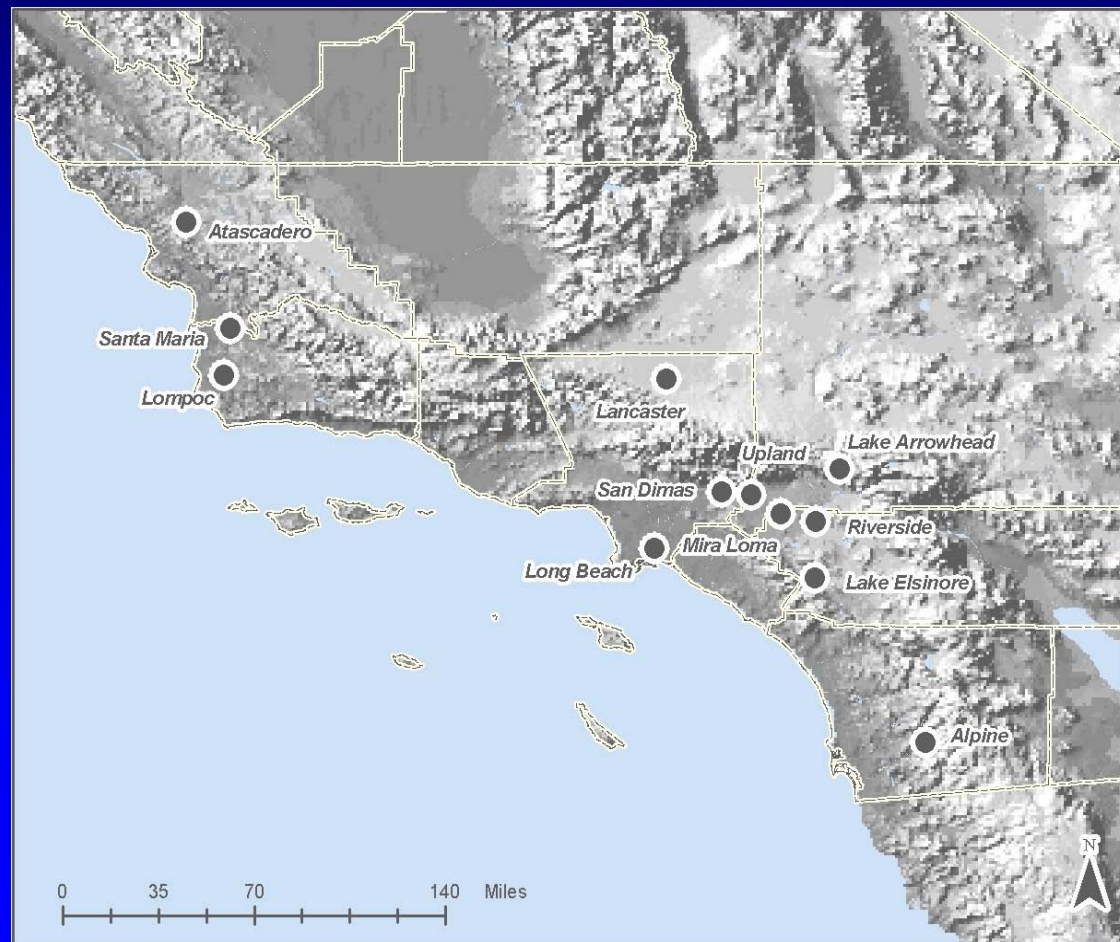 Atascadero
Santa Maria
Lompoc
Lancaster
Lake Arrowhead
Upland
San Dimas
Riverside
Mira Loma
Long Beach
Lake Elsinore
Alpine
N
0 35 70 140 Miles